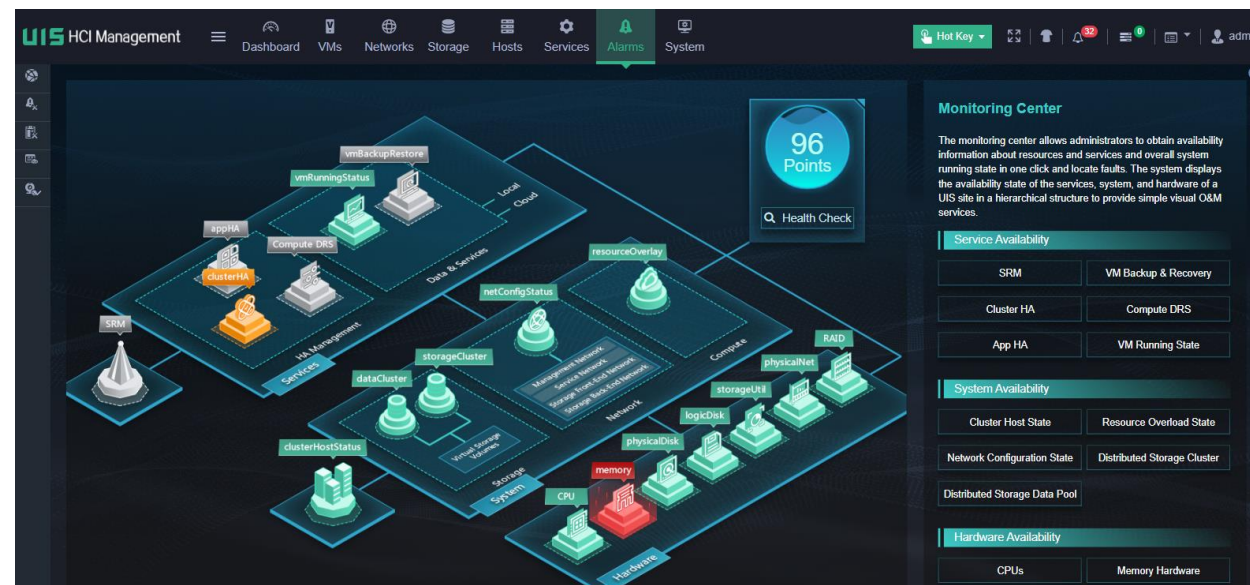 UIS HCI Management
Dashboard
VMs
Networks
Storage
Hosts
Services
Alarms
System
Hot Key
32
0
adm
96
Points
Health Check
vmBackupRestore
vmRunningStatus
Local
Cloud
appHA
Compute DRS
clusterHA
Data & Services
resourceOverlay
netConfigStatus
SRM
HA Management
Services
storageCluster
dataCluster
Management Network
Service Network
Storage Front-End Network
Storage Back-End Network
Compute
RAID
physicalNet
storageUtil
Network
logicDisk
clusterHostStatus
Virtual Storage
Volumes
physicalDisk
Storage
System
memory
CPU
Hardware
Monitoring Center
The monitoring center allows administrators to obtain availability
information about resources and services and overall system
running state in one click and locate faults. The system displays
the availability state of the services, system, and hardware of a
UIS site in a hierarchical structure to provide simple visual O&M
services.
Service Availability
SRM
VM Backup & Recovery
Cluster HA
Compute DRS
App HA
VM Running State
System Availability
Cluster Host State
Resource Overload State
Network Configuration State
Distributed Storage Cluster
Distributed Storage Data Pool
Hardware Availability
CPUs
Memory Hardware